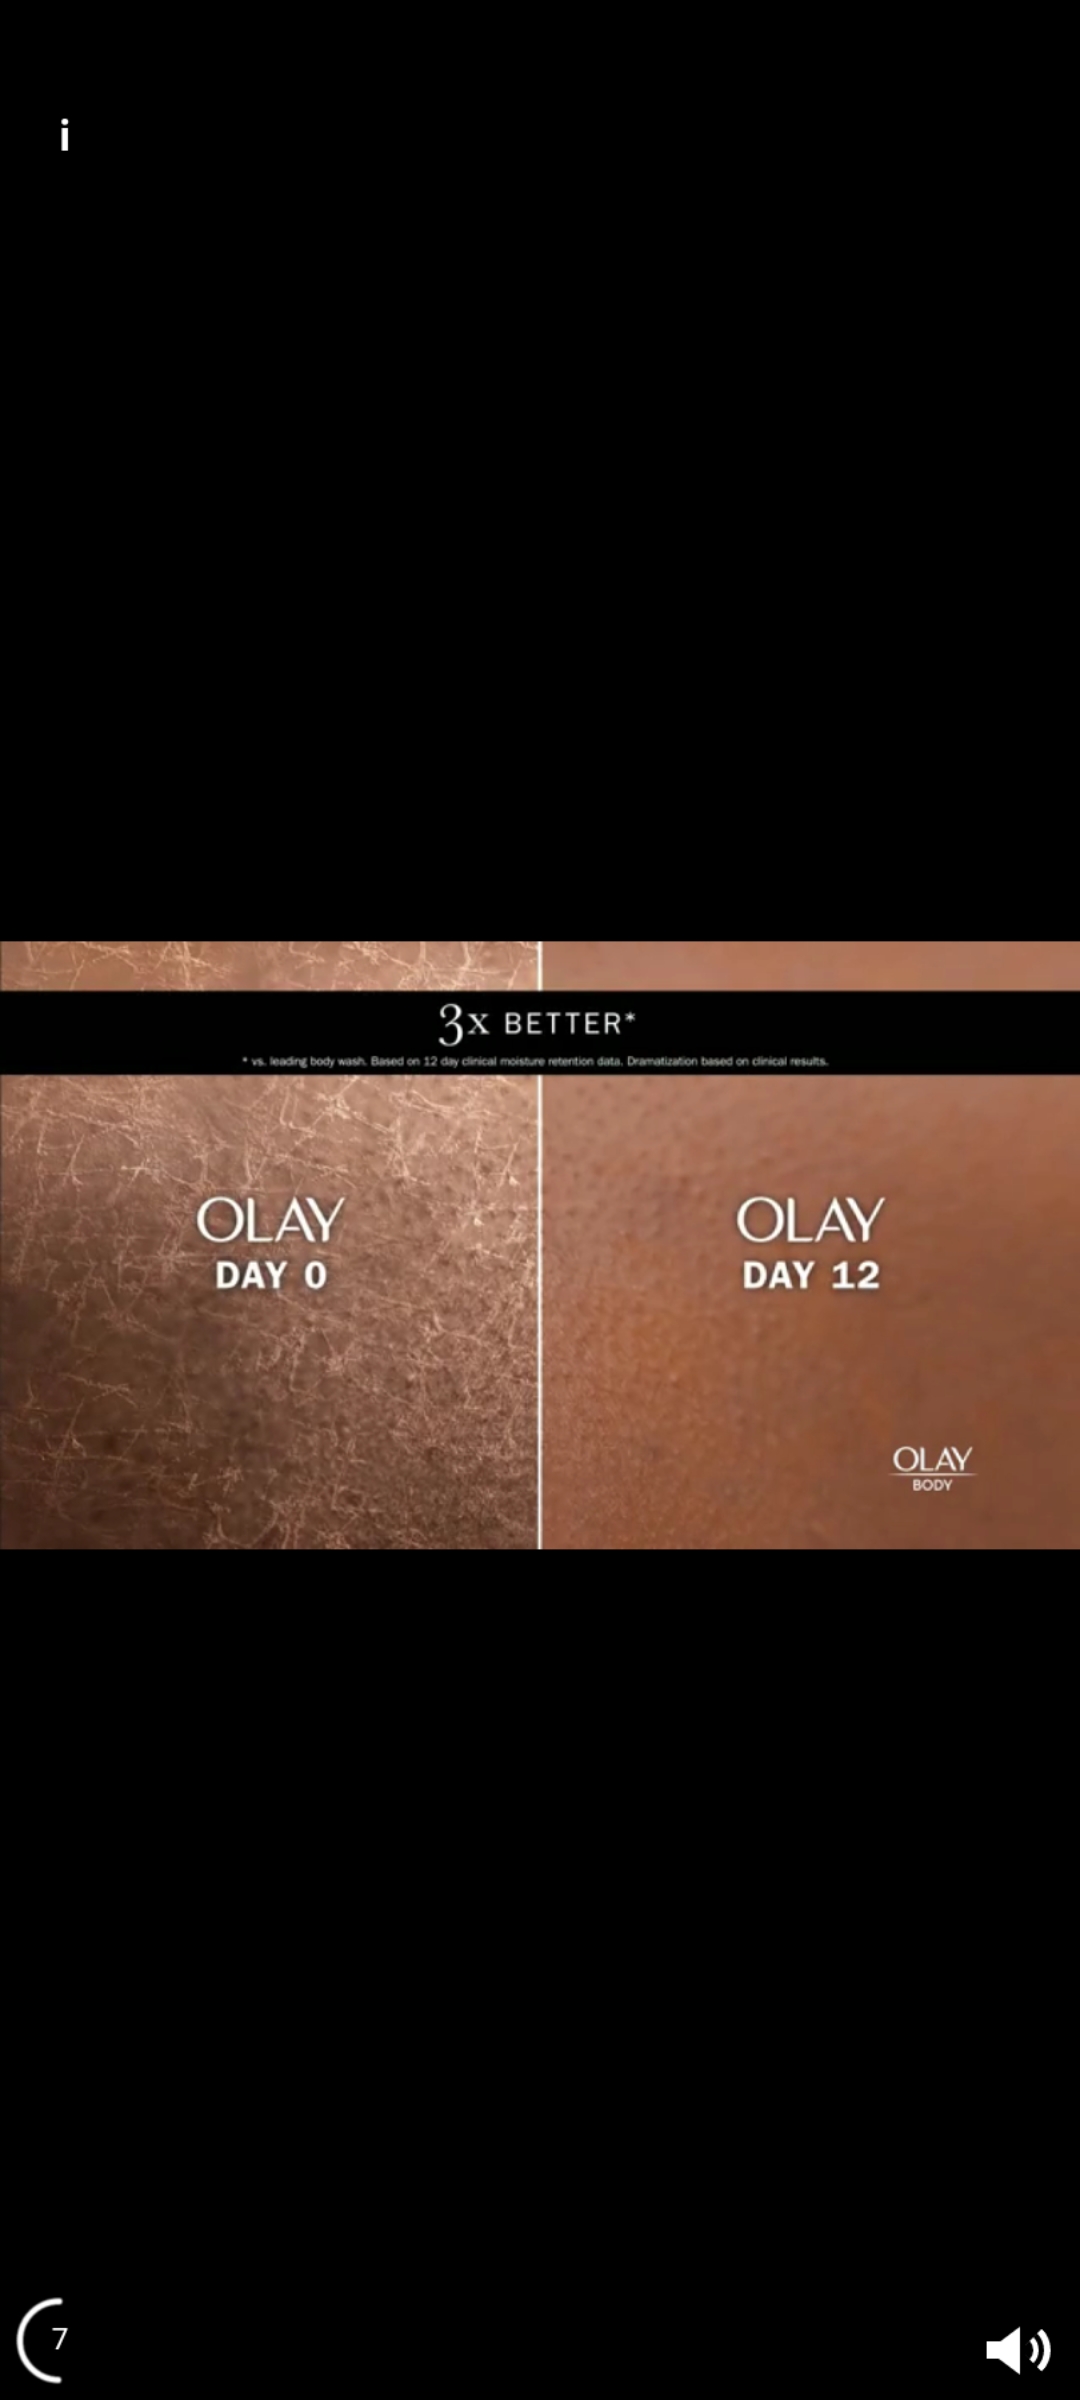 i
3x BETTER*
* vs. leading body wash. Based on 12 day clinical moisture retention data. Dramatization based on clinical results.
OLAY
DAY 0
OLAY
DAY 12
OLAY
BODY
7